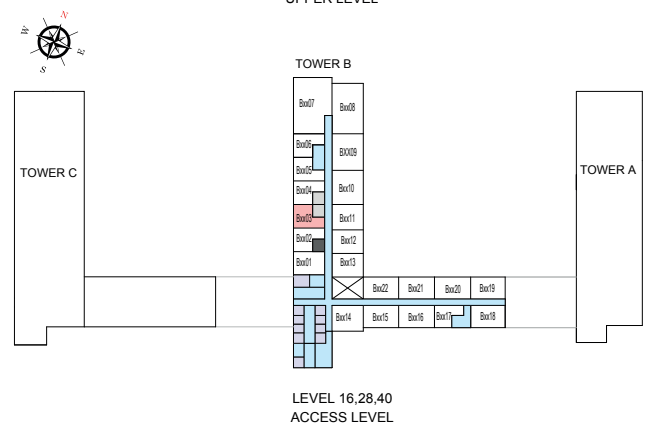 UPPER LEVEL
N
W
E
S
TOWER B
Bxx07
Bxx08
TOWER C
TOWER A
Bxx06
BXX09
Bxx05
Bxx04
Bxx10
Bxx03
Bxx11
Bxx02
Bxx12
Bxx01
Bxx13
Bxx22
Bxx21
Bxx20
Bxx19
Bxx14
Bxx15
Bxx16
Bxx17
Bxx18
LEVEL 16,28,40
ACCESS LEVEL